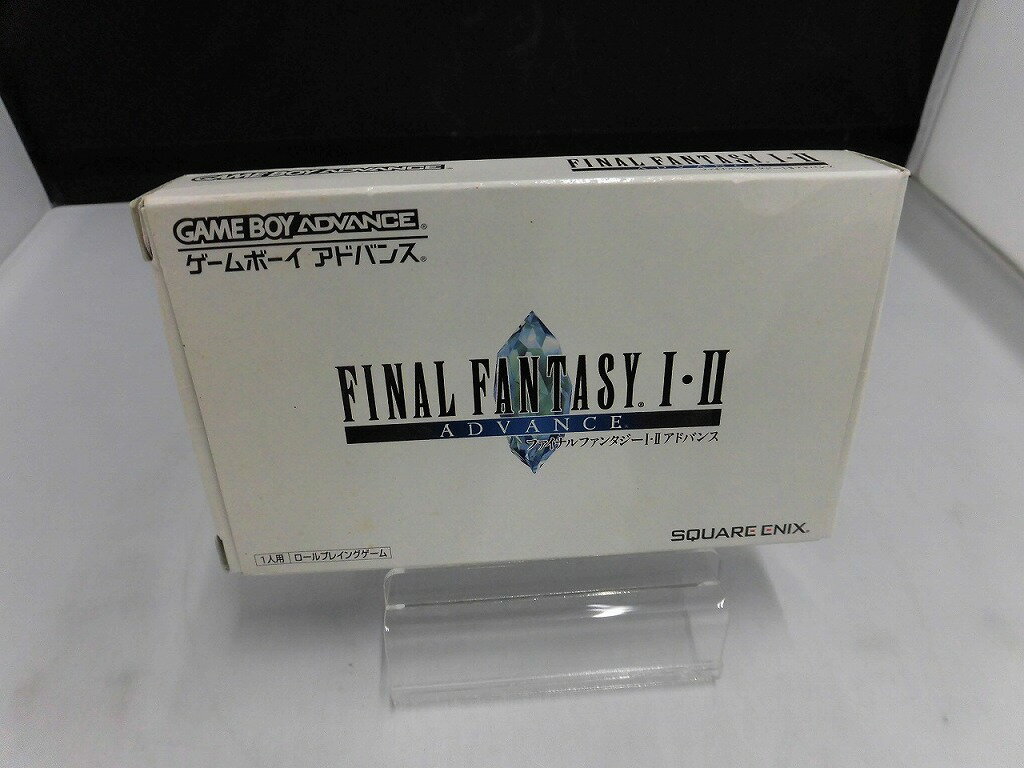 GAME BOY ADVANCE
FINAL FANTASY I・II
GAME BOY ADVANCE®
ゲームボーイ アドバンス®
FINAL FANTASY® I・II
ADVANCE
ファイナルファンタジーI・II アドバンス
SQUARE ENIX®
1人用 ロールプレイングゲーム